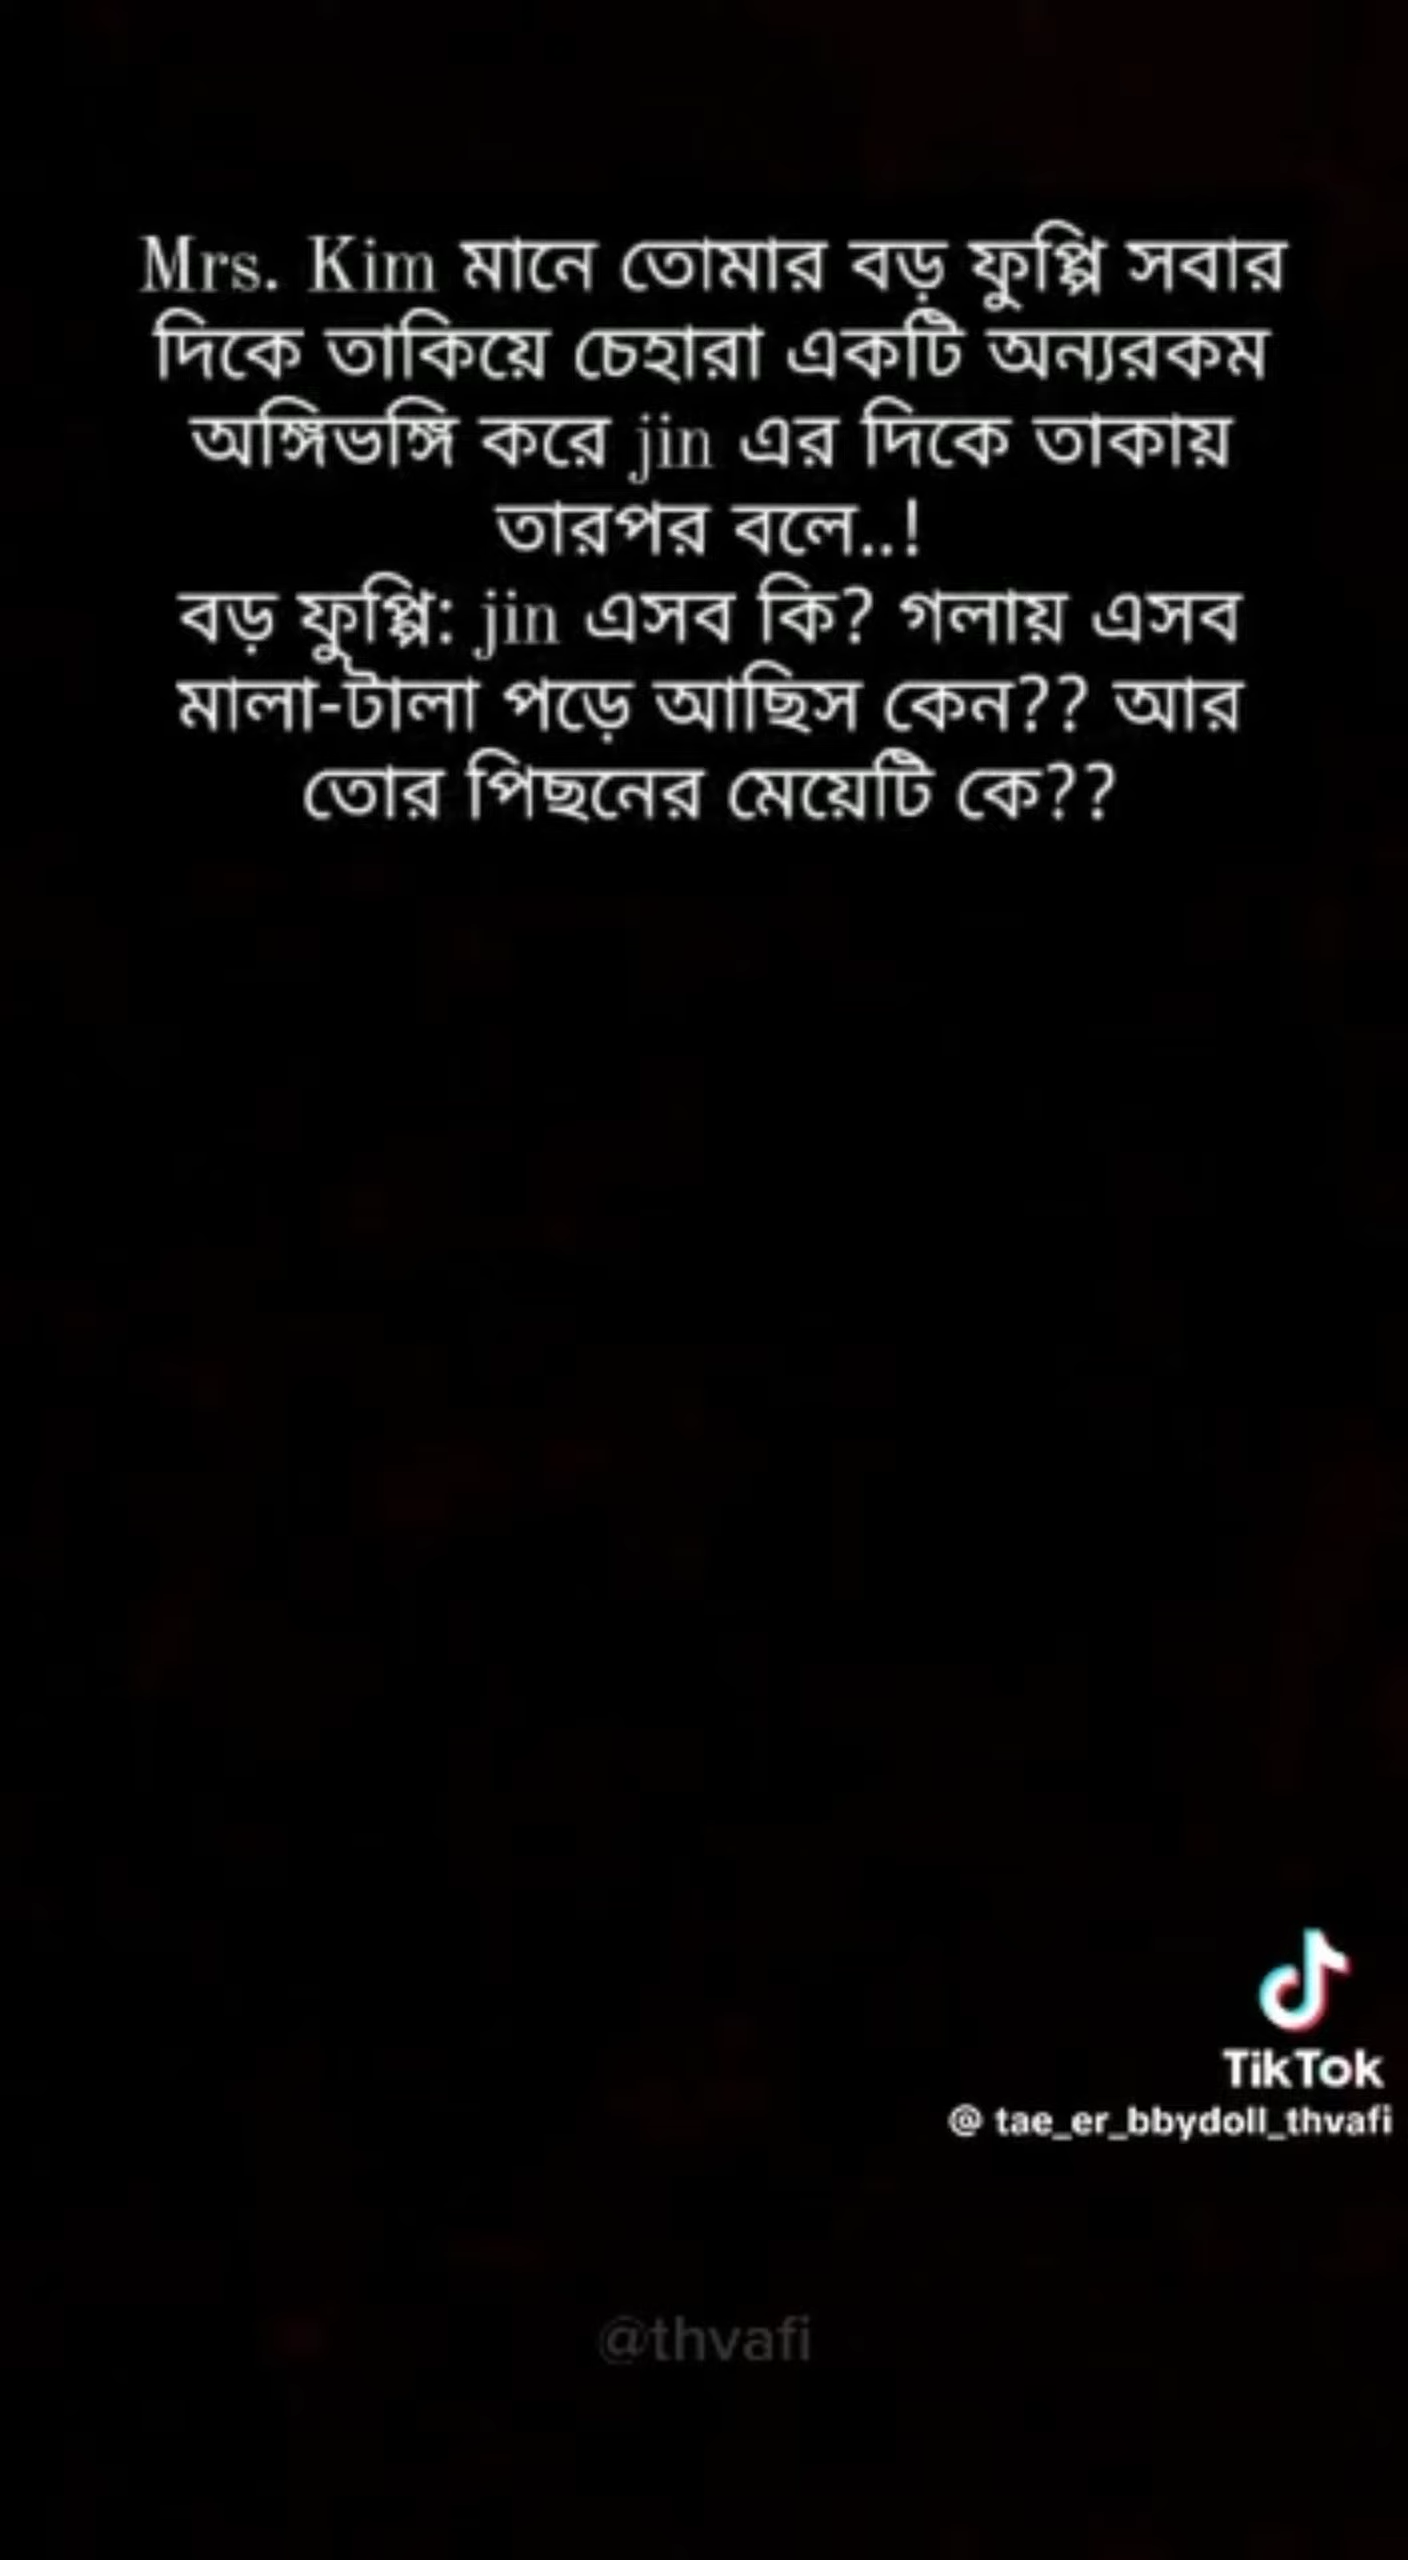 Mrs. Kim মানে তোমার বড় ফুপ্পি সবার
দিকে তাকিয়ে চেহারা একটি অন্যরকম
অঙ্গিভঙ্গি করে jin এর দিকে তাকায়
তারপর বলে..!
বড় ফুপ্পি: jin এসব কি? গলায় এসব
মালা-টালা পড়ে আছিস কেন?? আর
তোর পিছনের মেয়েটি কে??
TikTok
@ tae_er_bbydoll_thvafi
@thvafi